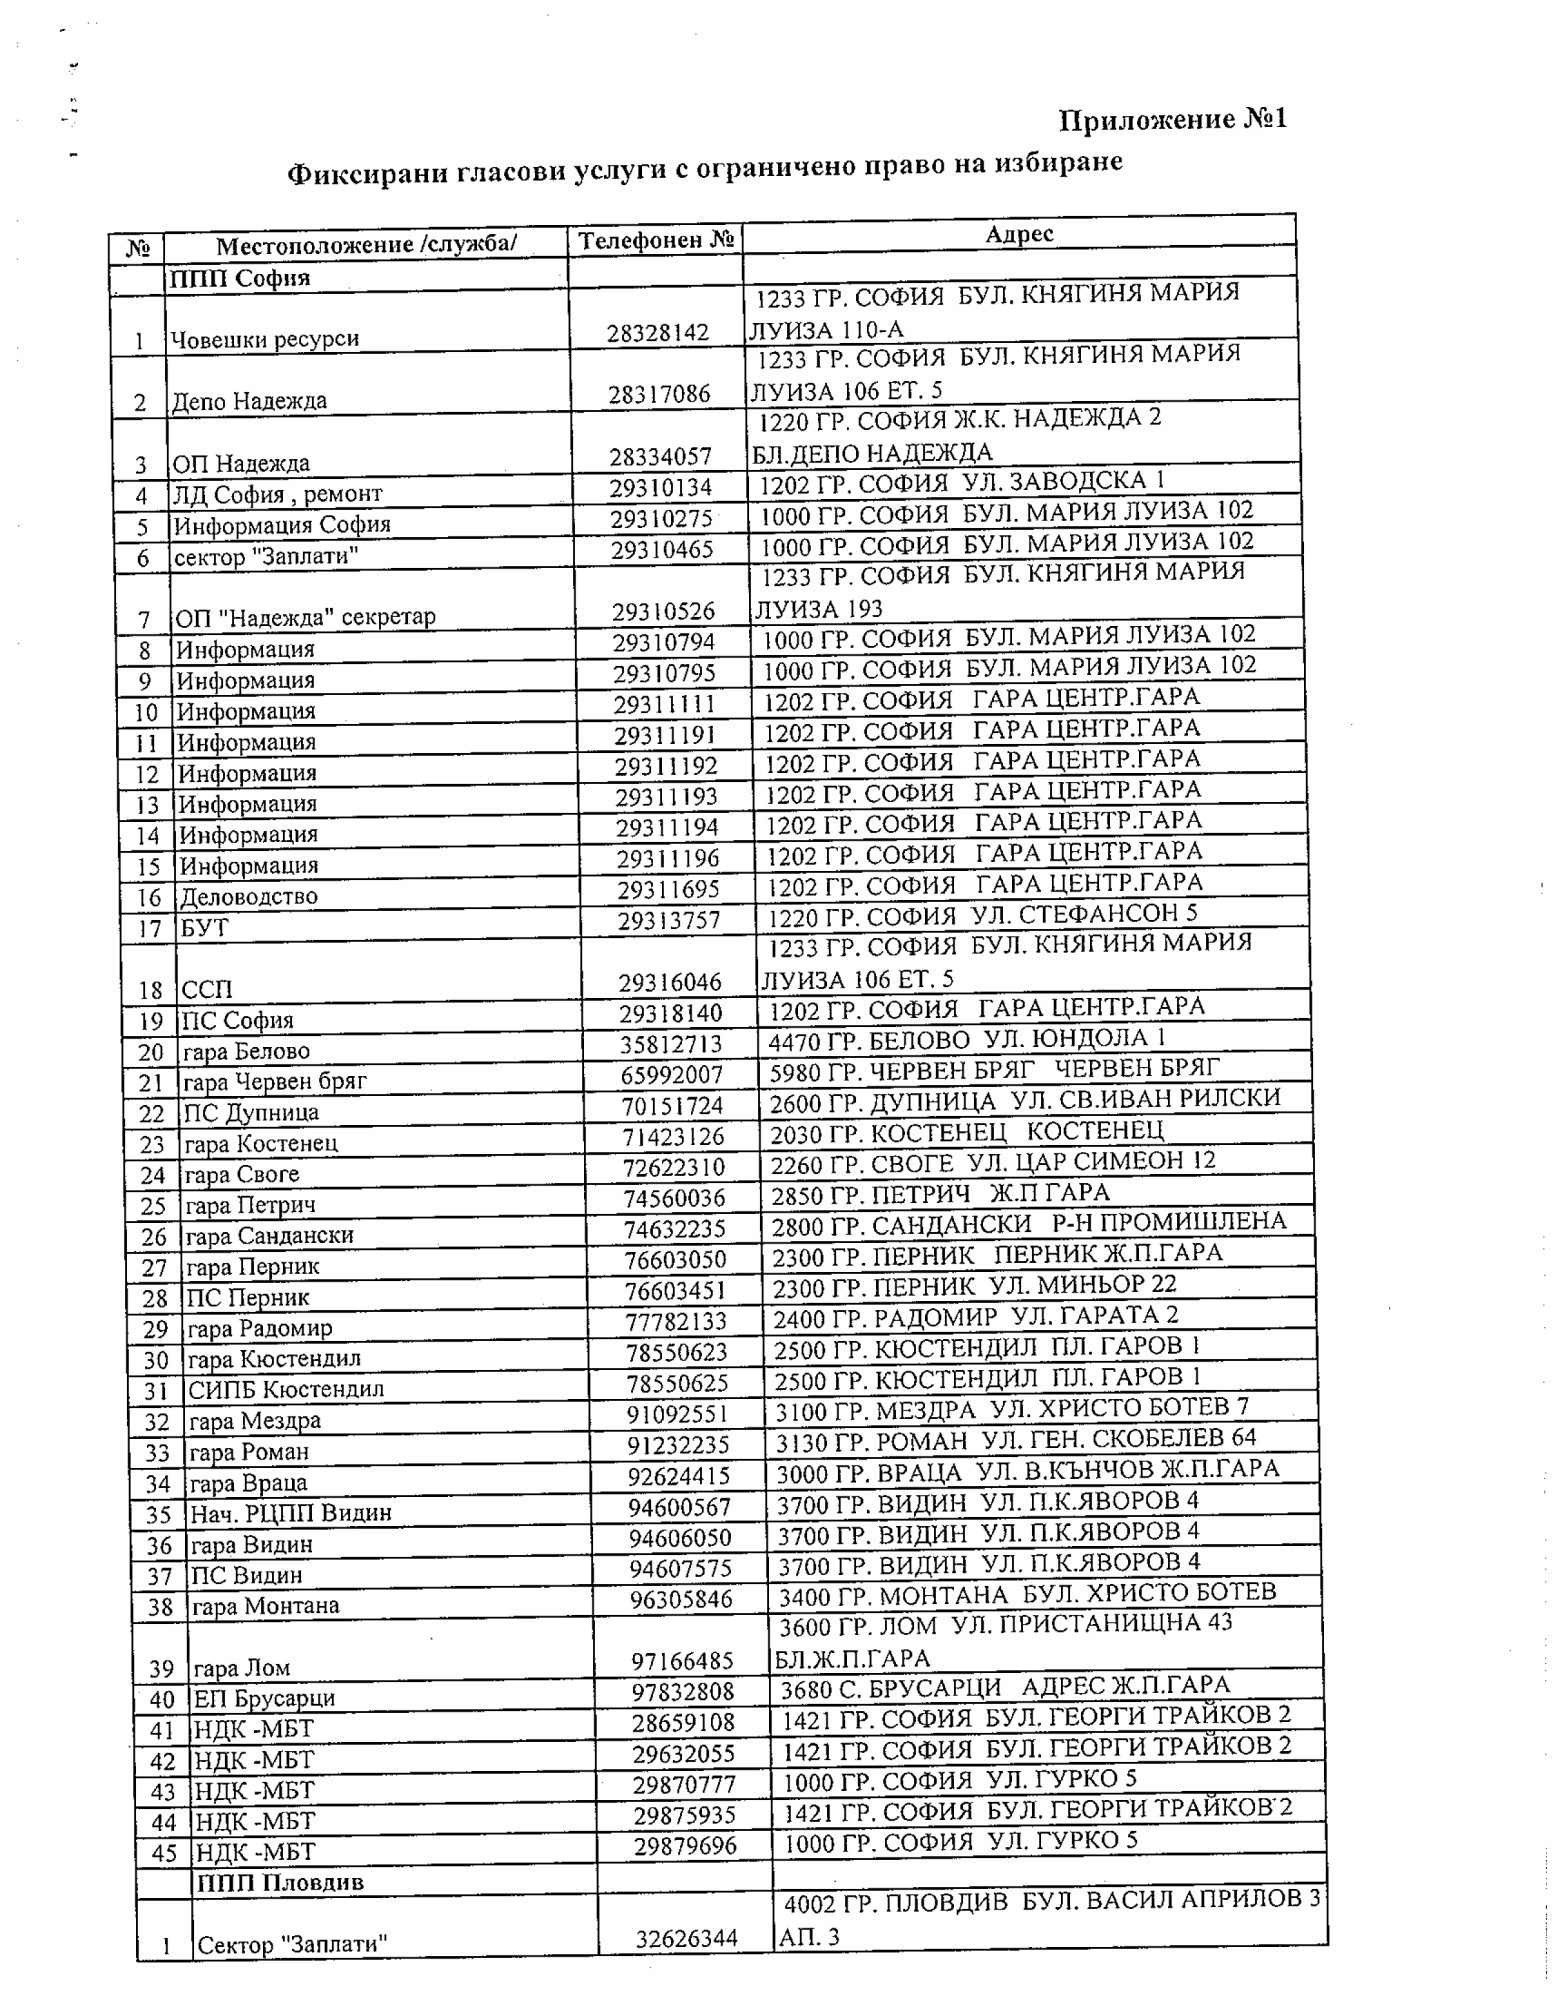 Приложение №1
Фиксирани гласови услуги с ограничено право на избиране
№ Местоположение /служба/ Телефонен № Адрес
ППП София
1 Човешки ресурси 28328142 1233 ГР. СОФИЯ БУЛ. КНЯГИНЯ МАРИЯ
ЛУИЗА 110-А
2 Депо Надежда 28317086 1233 ГР. СОФИЯ БУЛ. КНЯГИНЯ МАРИЯ
ЛУИЗА 106 ЕТ. 5
3 ОП Надежда 28334057 1220 ГР. СОФИЯ Ж.К. НАДЕЖДА 2
БЛ.ДЕПО НАДЕЖДА
4 ЛД София , ремонт 29310134 1202 ГР. СОФИЯ УЛ. ЗАВОДСКА 1
5 Информация София 29310275 1000 ГР. СОФИЯ БУЛ. МАРИЯ ЛУИЗА 102
6 сектор "Заплати" 29310465 1000 ГР. СОФИЯ БУЛ. МАРИЯ ЛУИЗА 102
7 ОП "Надежда" секретар 29310526 1233 ГР. СОФИЯ БУЛ. КНЯГИНЯ МАРИЯ
ЛУИЗА 193
8 Информация 29310794 1000 ГР. СОФИЯ БУЛ. МАРИЯ ЛУИЗА 102
9 Информация 29310795 1000 ГР. СОФИЯ БУЛ. МАРИЯ ЛУИЗА 102
10 Информация 29311111 1202 ГР. СОФИЯ ГАРА ЦЕНТР.ГАРА
11 Информация 29311191 1202 ГР. СОФИЯ ГАРА ЦЕНТР.ГАРА
12 Информация 29311192 1202 ГР. СОФИЯ ГАРА ЦЕНТР.ГАРА
13 Информация 29311193 1202 ГР. СОФИЯ ГАРА ЦЕНТР.ГАРА
14 Информация 29311194 1202 ГР. СОФИЯ ГАРА ЦЕНТР.ГАРА
15 Информация 29311196 1202 ГР. СОФИЯ ГАРА ЦЕНТР.ГАРА
16 Деловодство 29311695 1202 ГР. СОФИЯ ГАРА ЦЕНТР.ГАРА
17 БУТ 29313757 1220 ГР. СОФИЯ УЛ. СТЕФАНСОН 5
18 ССП 29316046 1233 ГР. СОФИЯ БУЛ. КНЯГИНЯ МАРИЯ
ЛУИЗА 106 ЕТ. 5
19 ПС София 29318140 1202 ГР. СОФИЯ ГАРА ЦЕНТР.ГАРА
20 гара Белово 35812713 4470 ГР. БЕЛОВО УЛ. ЮНДОЛА 1
21 гара Червен бряг 65992007 5980 ГР. ЧЕРВЕН БРЯГ ЧЕРВЕН БРЯГ
22 ПС Дупница 70151724 2600 ГР. ДУПНИЦА УЛ. СВ.ИВАН РИЛСКИ
23 гара Костенец 71423126 2030 ГР. КОСТЕНЕЦ КОСТЕНЕЦ
24 гара Своге 72622310 2260 ГР. СВОГЕ УЛ. ЦАР СИМЕОН 12
25 гара Петрич 74560036 2850 ГР. ПЕТРИЧ Ж.П ГАРА
26 гара Сандански 74632235 2800 ГР. САНДАНСКИ Р-Н ПРОМИШЛЕНА
27 гара Перник 76603050 2300 ГР. ПЕРНИК ПЕРНИК Ж.П.ГАРА
28 ПС Перник 76603451 2300 ГР. ПЕРНИК УЛ. МИНЬОР 22
29 гара Радомир 77782133 2400 ГР. РАДОМИР УЛ. ГАРАТА 2
30 гара Кюстендил 78550623 2500 ГР. КЮСТЕНДИЛ ПЛ. ГАРОВ 1
31 СИПБ Кюстендил 78550625 2500 ГР. КЮСТЕНДИЛ ПЛ. ГАРОВ 1
32 гара Мездра 91092551 3100 ГР. МЕЗДРА УЛ. ХРИСТО БОТЕВ 7
33 гара Роман 91232235 3130 ГР. РОМАН УЛ. ГЕН. СКОБЕЛЕВ 64
34 гара Враца 92624415 3000 ГР. ВРАЦА УЛ. В.КЪНЧОВ Ж.П.ГАРА
35 Нач. РЦПП Видин 94600567 3700 ГР. ВИДИН УЛ. П.К.ЯВОРОВ 4
36 гара Видин 94606050 3700 ГР. ВИДИН УЛ. П.К.ЯВОРОВ 4
37 ПС Видин 94607575 3700 ГР. ВИДИН УЛ. П.К.ЯВОРОВ 4
38 гара Монтана 96305846 3400 ГР. МОНТАНА БУЛ. ХРИСТО БОТЕВ
39 гара Лом 97166485 3600 ГР. ЛОМ УЛ. ПРИСТАНИЩНА 43
БЛ.Ж.П.ГАРА
40 ЕП Брусарци 97832808 3680 С. БРУСАРЦИ АДРЕС Ж.П.ГАРА
41 НДК -МБТ 28659108 1421 ГР. СОФИЯ БУЛ. ГЕОРГИ ТРАЙКОВ 2
42 НДК -МБТ 29632055 1421 ГР. СОФИЯ БУЛ. ГЕОРГИ ТРАЙКОВ 2
43 НДК -МБТ 29870777 1000 ГР. СОФИЯ УЛ. ГУРКО 5
44 НДК -МБТ 29875935 1421 ГР. СОФИЯ БУЛ. ГЕОРГИ ТРАЙКОВ 2
45 НДК -МБТ 29879696 1000 ГР. СОФИЯ УЛ. ГУРКО 5
ППП Пловдив
1 Сектор "Заплати" 32626344 4002 ГР. ПЛОВДИВ БУЛ. ВАСИЛ АПРИЛОВ 3
АП. 3